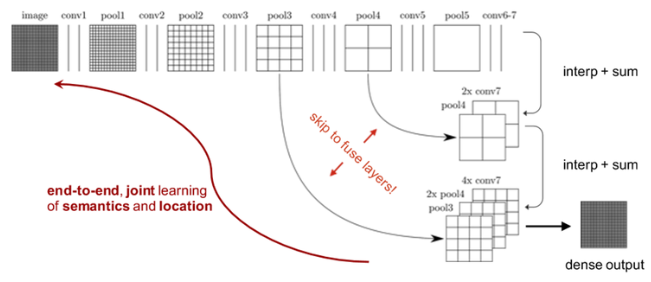 image conv1 pool1 conv2 pool2 conv3 pool3 conv4 pool4 conv5 pool5 conv6-7
interp + sum
2x conv7
pool4
skip to fuse layers!
interp + sum
4x conv7
2x pool4
pool3
end-to-end, joint learning
of semantics and location
dense output